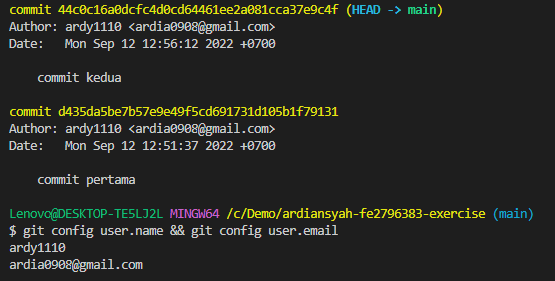 commit 44c0c16a0dcfc4d0cd64461ee2a081cca37e9c4f (HEAD -> main)
Author: ardy1110 <ardia0908@gmail.com>
Date:   Mon Sep 12 12:56:12 2022 +0700
    commit kedua
commit d435da5be7b57e9e49f5cd691731d105b1f79131
Author: ardy1110 <ardia0908@gmail.com>
Date:   Mon Sep 12 12:51:37 2022 +0700
    commit pertama
Lenovo@DESKTOP-TE5LJ2L MINGW64 /c/Demo/ardiansyah-fe2796383-exercise (main)
$ git config user.name && git config user.email
ardy1110
ardia0908@gmail.com